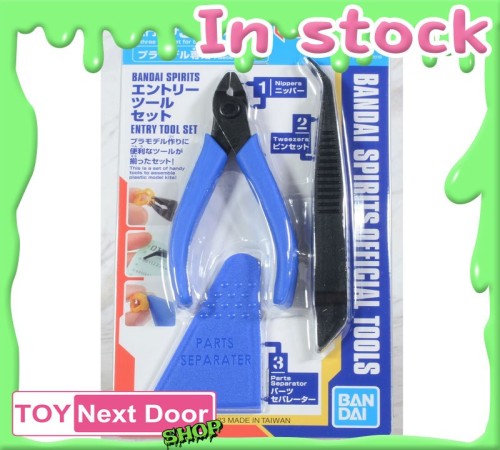 In stock
BANDAI SPIRITS
エントリー
ツール
セット
ENTRY TOOL SET
プラモデル作りに
便利なツールが
揃ったセット!
This is a set of handy
tools to assemble
plastic model kits!
1
Nippers
ニッパー
2
Tweezers
ピンセット
BANDAI SPIRITS OFFICIAL TOOLS
PARTS
SEPARATER
3
Parts
Separator
パーツ
セパレーター
BAN
DAI
MADE IN TAIWAN
TOY Next Door
SHOP